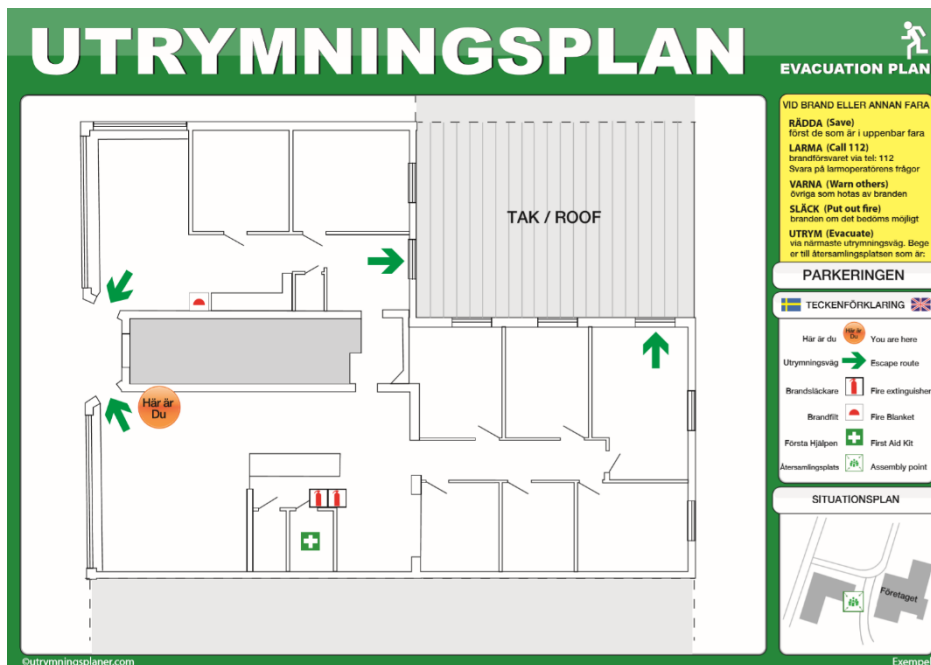 UTRYMNINGSPLAN
EVACUATION PLAN
VID BRAND ELLER ANNAN FARA
RÄDDA (Save)
först de som är i uppenbar fara
LARMA (Call 112)
brandförsvaret via tel: 112
Svara på larmoperatörens frågor
VARNA (Warn others)
övriga som hotas av branden
SLÄCK (Put out fire)
branden om det bedöms möjligt
UTRYM (Evacuate)
via närmaste utrymningsväg. Bege
er till återsamlingsplatsen som är:
PARKERINGEN
TECKENFÖRKLARING
Här är du
Här är
Du
You are here
Utrymningsväg
Escape route
Brandsläckare
Fire extinguisher
Brandfilt
Fire Blanket
Första Hjälpen
First Aid Kit
Återsamlingsplats
Assembly point
SITUATIONSPLAN
Företaget
TAK / ROOF
Här är
Du
©utrymningsplaner.com
Exempel